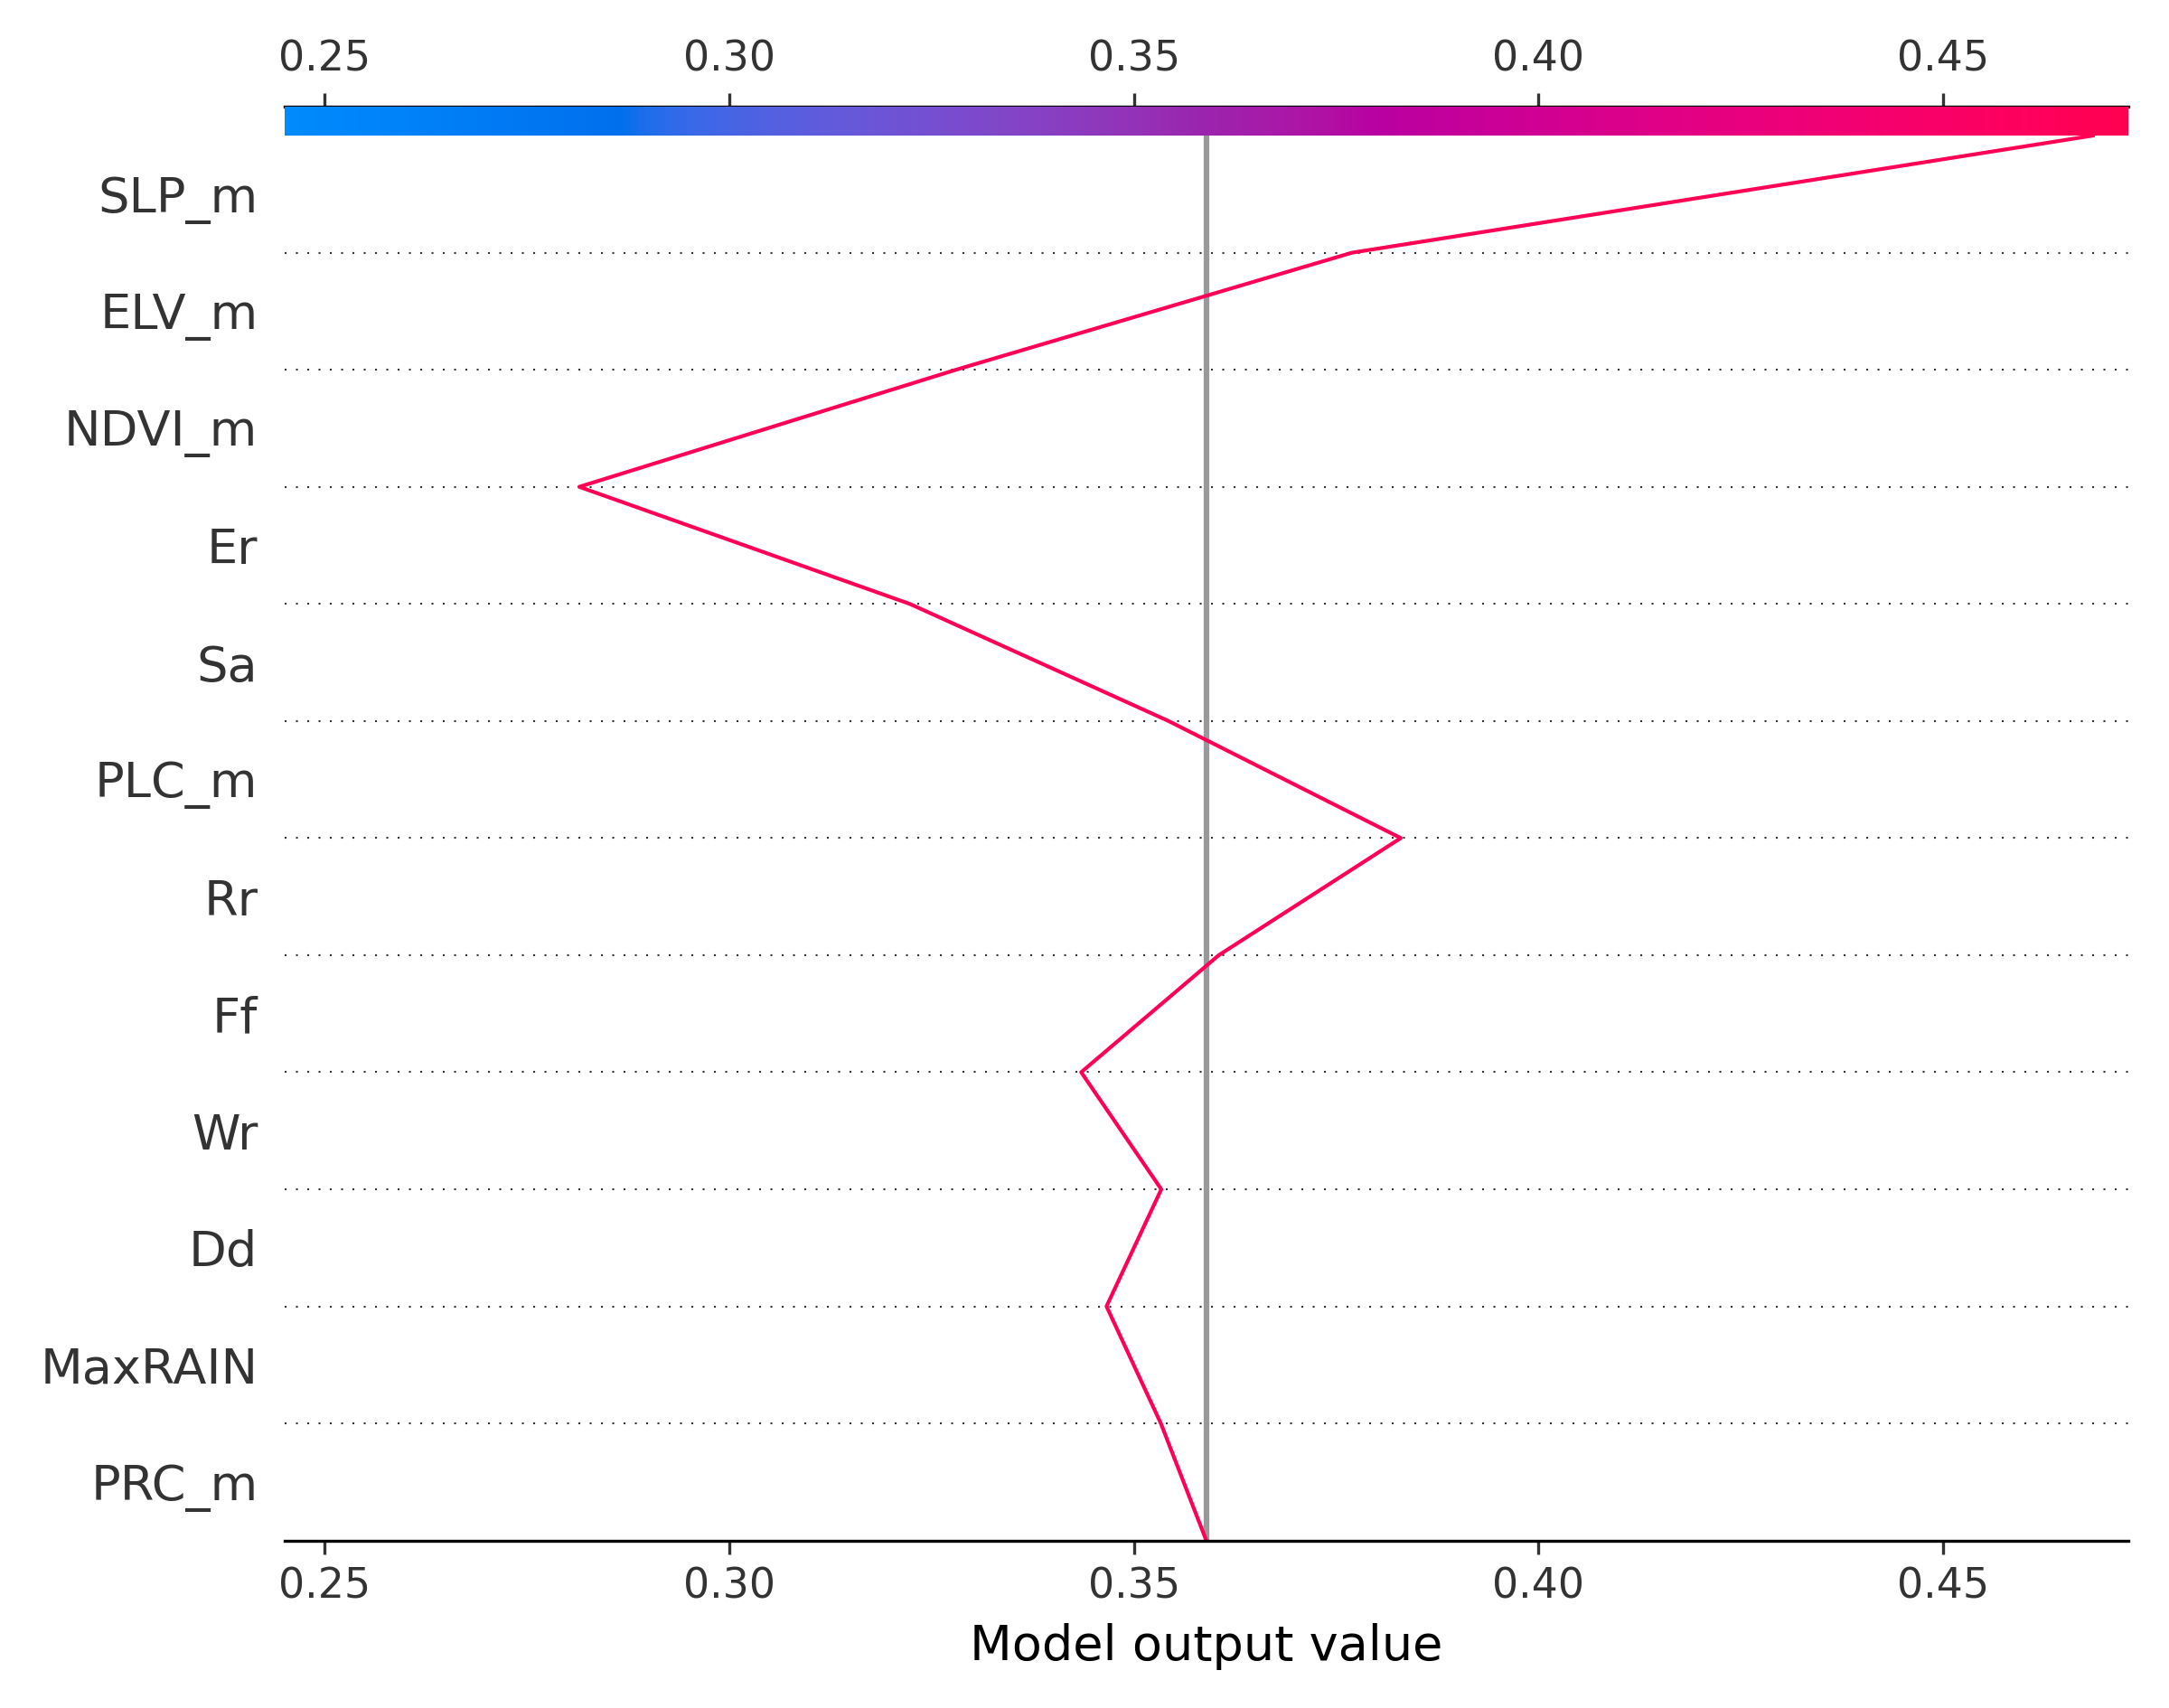 0.25 0.30 0.35 0.40 0.45
SLP_m
ELV_m
NDVI_m
Er
Sa
PLC_m
Rr
Ff
Wr
Dd
MaxRAIN
PRC_m
0.25 0.30 0.35 0.40 0.45
Model output value